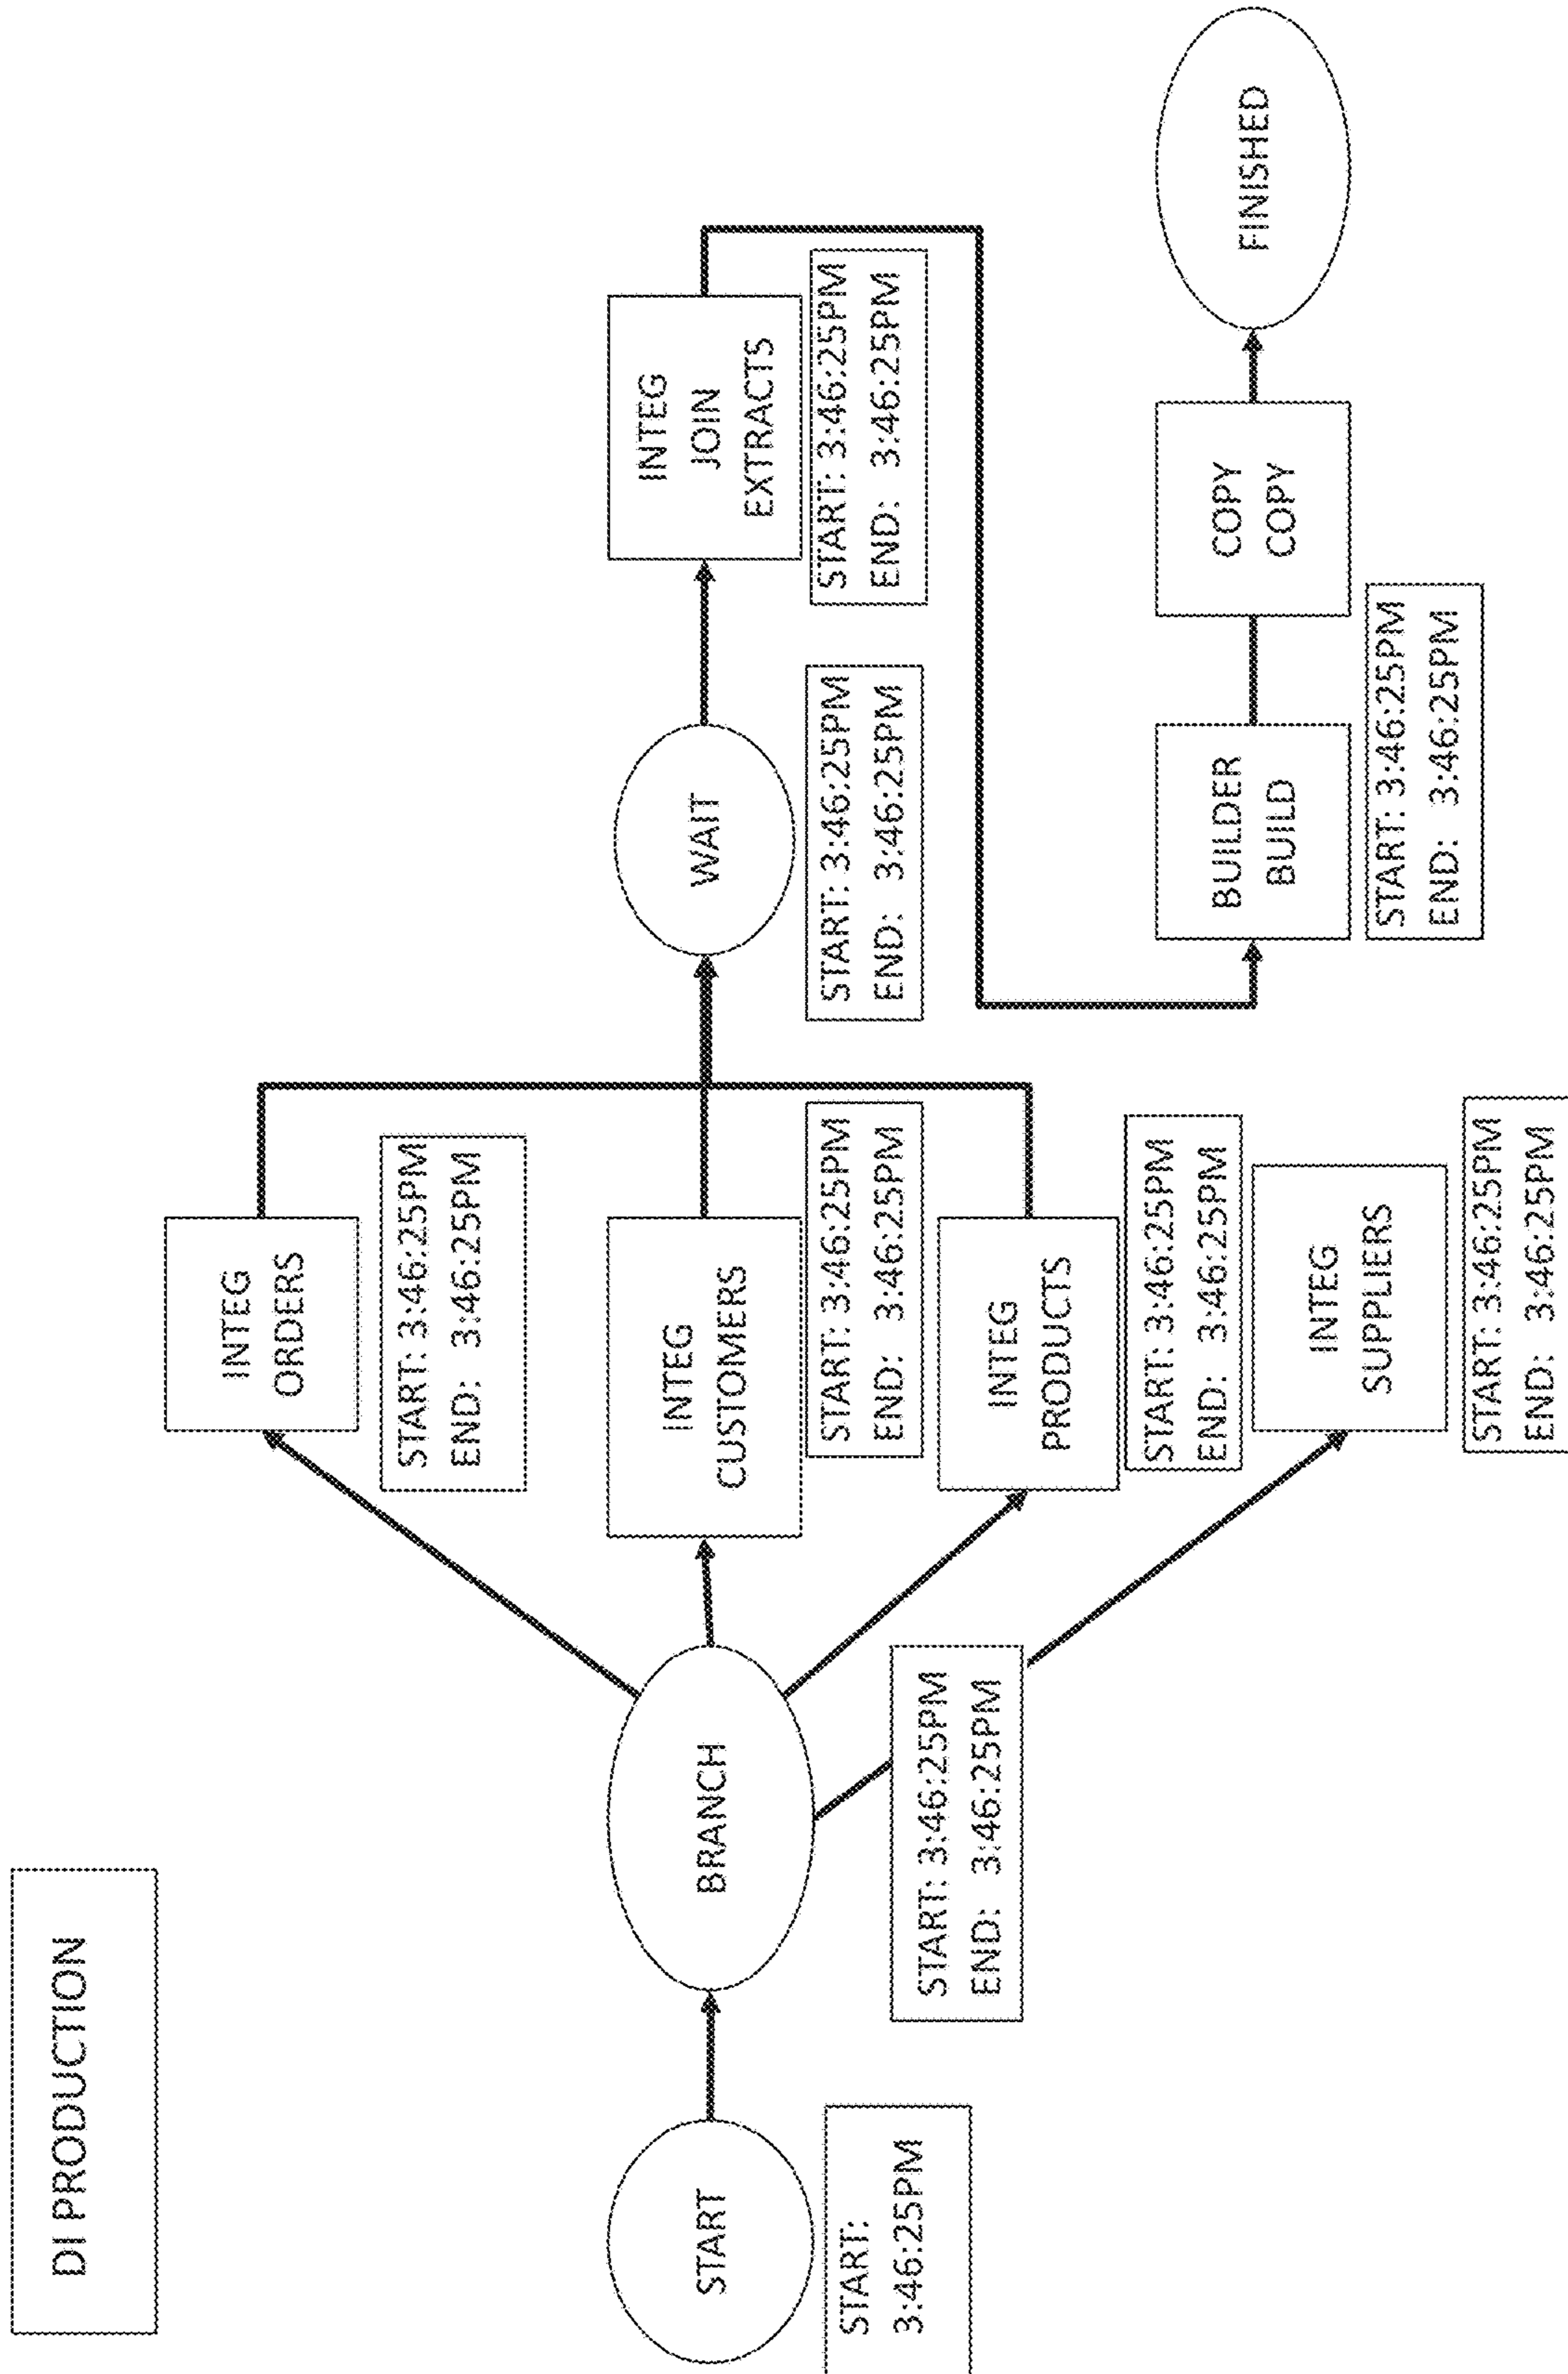 DI PRODUCTION
START
START:
3:46:25PM
BRANCH
START: 3:46:25PM
END: 3:46:25PM
INTEG
ORDERS
START: 3:46:25PM
END: 3:46:25PM
INTEG
CUSTOMERS
START: 3:46:25PM
END: 3:46:25PM
INTEG
PRODUCTS
START: 3:46:25PM
END: 3:46:25PM
INTEG
SUPPLIERS
START: 3:46:25PM
END: 3:46:25PM
WAIT
START: 3:46:25PM
END: 3:46:25PM
INTEG
JOIN
EXTRACTS
START: 3:46:25PM
END: 3:46:25PM
BUILDER
BUILD
START: 3:46:25PM
END: 3:46:25PM
COPY
COPY
FINISHED